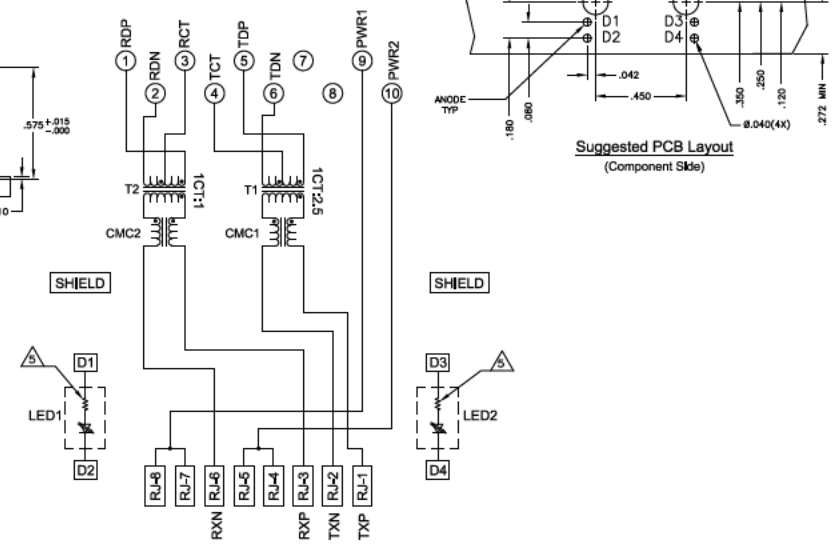 RDP
RDN
RCT
TCT
TDP
TDN
PWR1
PWR2
1
2
3
4
5
6
7
8
9
10
.575 +.015 -.000
10
T2
1CT:1
T1
1CT:2.5
CMC2
CMC1
SHIELD
SHIELD
5
D1
LED1
D2
5
D3
LED2
D4
RJ-8
RJ-7
RJ-6
RJ-5
RJ-4
RJ-3
RJ-2
RJ-1
RXN
RXP
TXN
TXP
D1
D2
D3
D4
ANODE
TYP
.042
.450
.180
.080
.350
.250
.120
.272 MIN
Ø.040(4X)
Suggested PCB Layout
(Component Side)